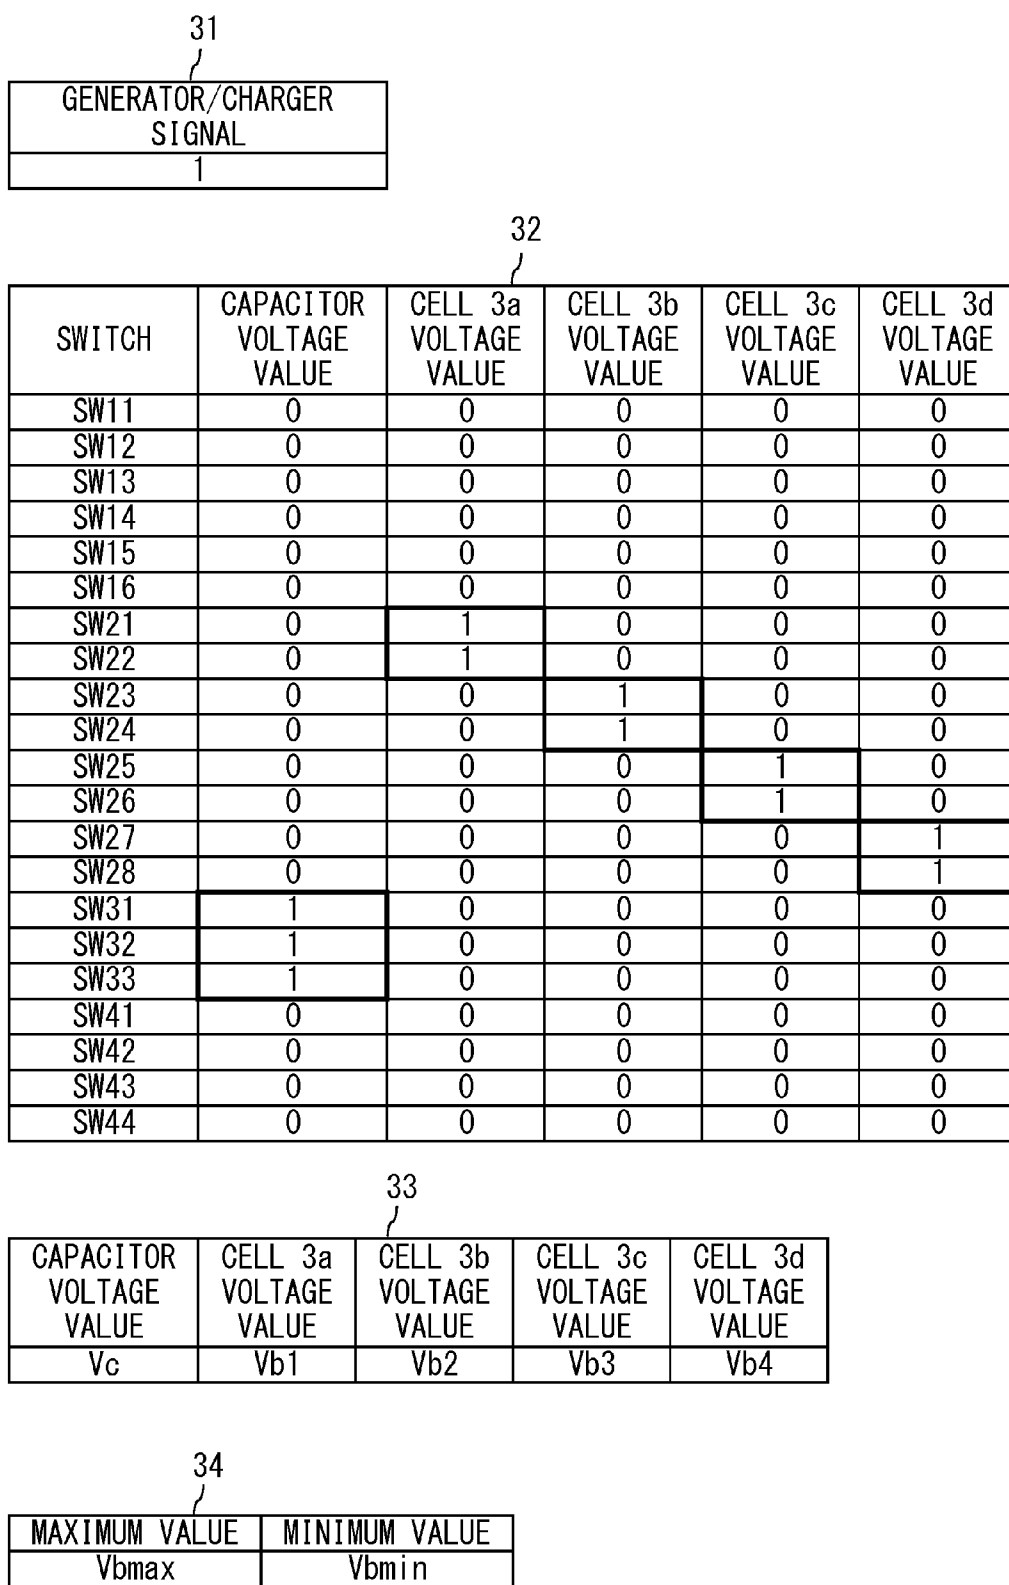 31
GENERATOR/CHARGER
SIGNAL
1
32
SWITCH CAPACITOR VOLTAGE VALUE CELL 3a VOLTAGE VALUE CELL 3b VOLTAGE VALUE CELL 3c VOLTAGE VALUE CELL 3d VOLTAGE VALUE
SW11 0 0 0 0 0
SW12 0 0 0 0 0
SW13 0 0 0 0 0
SW14 0 0 0 0 0
SW15 0 0 0 0 0
SW16 0 0 0 0 0
SW21 0 1 0 0 0
SW22 0 1 0 0 0
SW23 0 0 1 0 0
SW24 0 0 1 0 0
SW25 0 0 0 1 0
SW26 0 0 0 1 0
SW27 0 0 0 0 1
SW28 0 0 0 0 1
SW31 1 0 0 0 0
SW32 1 0 0 0 0
SW33 1 0 0 0 0
SW41 0 0 0 0 0
SW42 0 0 0 0 0
SW43 0 0 0 0 0
SW44 0 0 0 0 0
33
CAPACITOR VOLTAGE VALUE CELL 3a VOLTAGE VALUE CELL 3b VOLTAGE VALUE CELL 3c VOLTAGE VALUE CELL 3d VOLTAGE VALUE
Vc Vb1 Vb2 Vb3 Vb4
34
MAXIMUM VALUE MINIMUM VALUE
Vbmax Vbmin